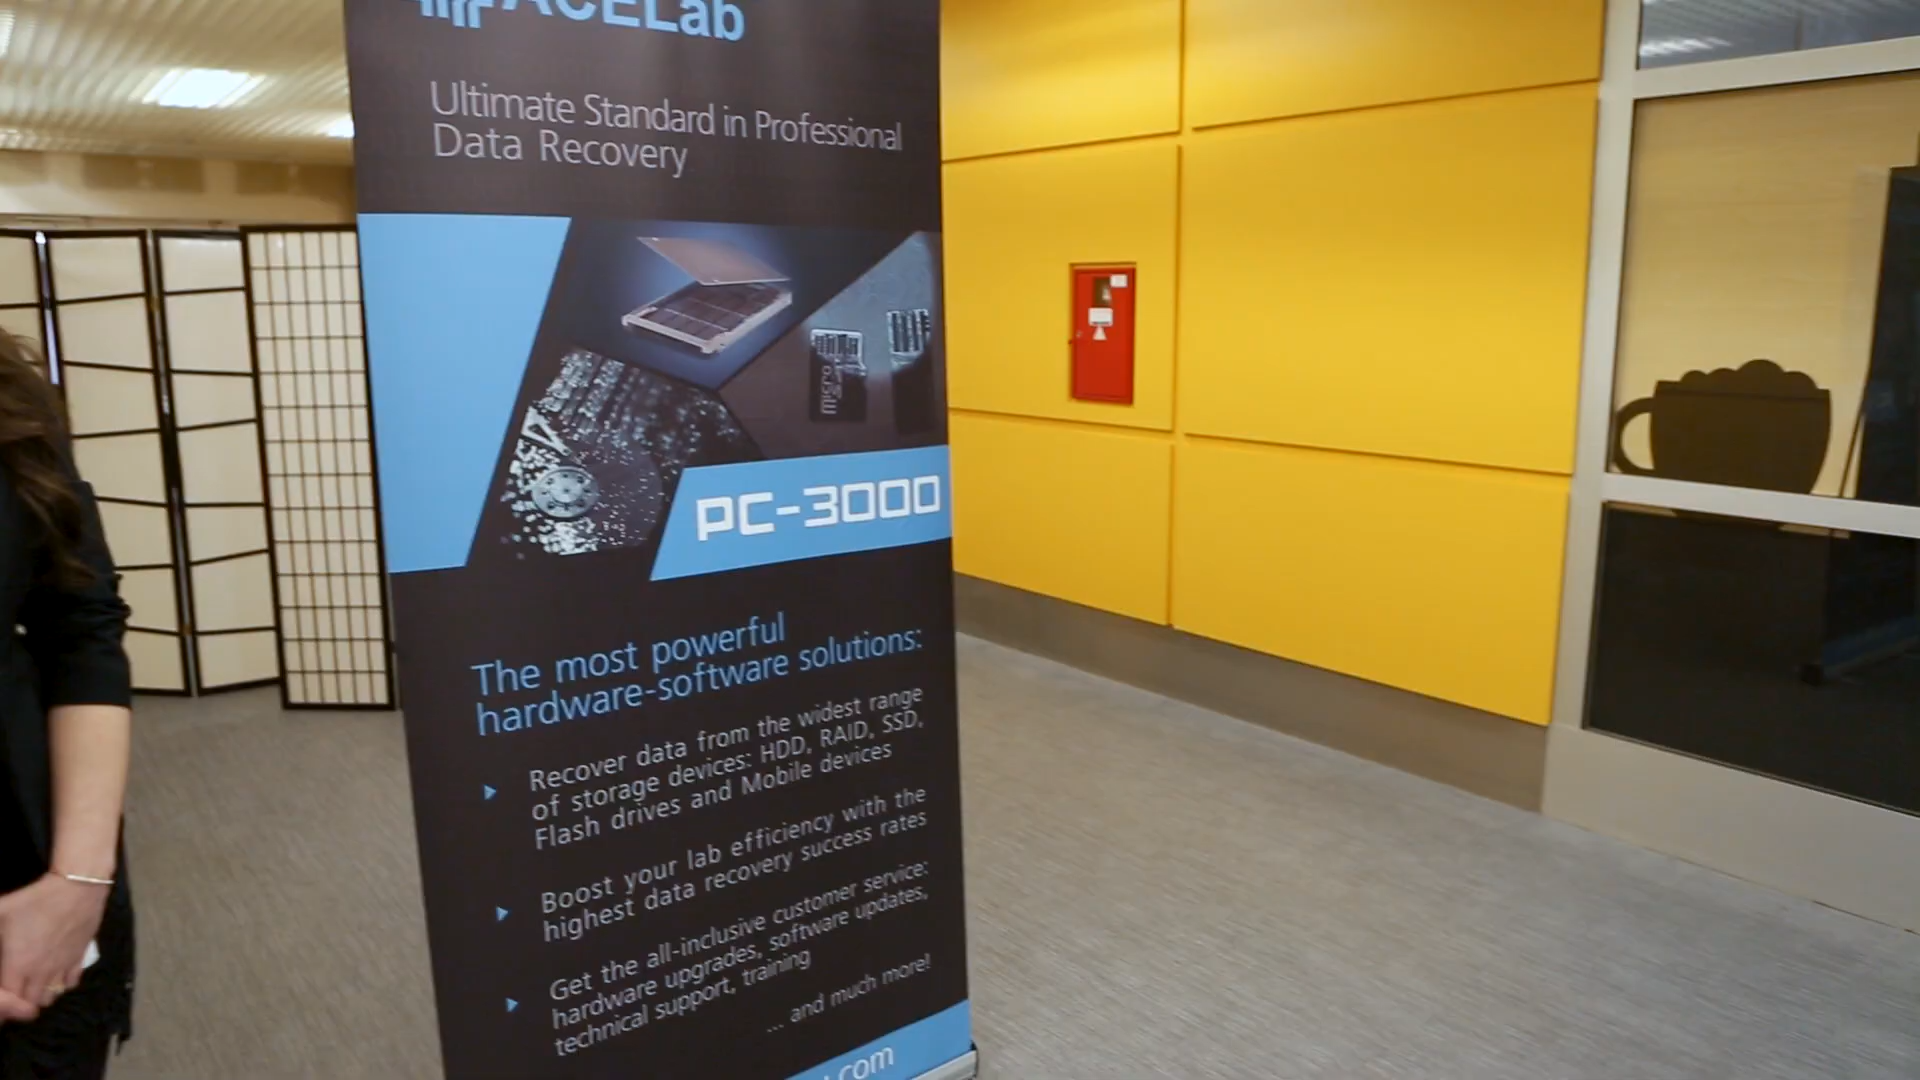 ACELab
Ultimate Standard in Professional
Data Recovery
micro
PC-3000
The most powerful
hardware-software solutions:
Recover data from the widest range
of storage devices: HDD, RAID, SSD,
Flash drives and Mobile devices
Boost your lab efficiency with the
highest data recovery success rates
Get the all-inclusive customer service:
hardware upgrades, software updates,
technical support, training
... and much more!
.com